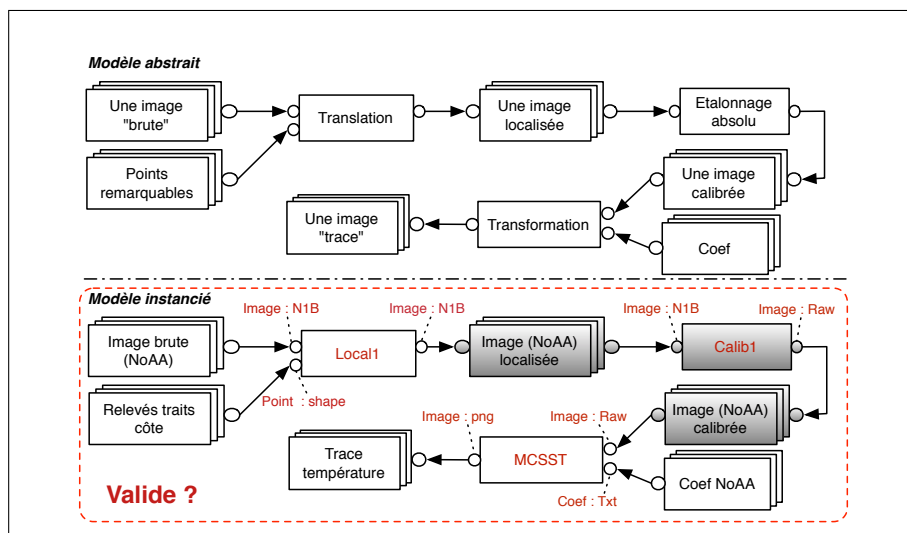 Modèle abstrait
Une image
"brute"
Translation
Une image
localisée
Etalonnage
absolu
Points
remarquables
Une image
calibrée
Une image
"trace"
Transformation
Coef
Modèle instancié
Image : N1B
Image : N1B
Image : N1B
Image : Raw
Image brute
(NoAA)
Local1
Image (NoAA)
localisée
Calib1
Relevés traits
côte
Point : shape
Image : png
Image : Raw
Image (NoAA)
calibrée
Trace
température
MCSST
Coef NoAA
Coef : Txt
Valide ?